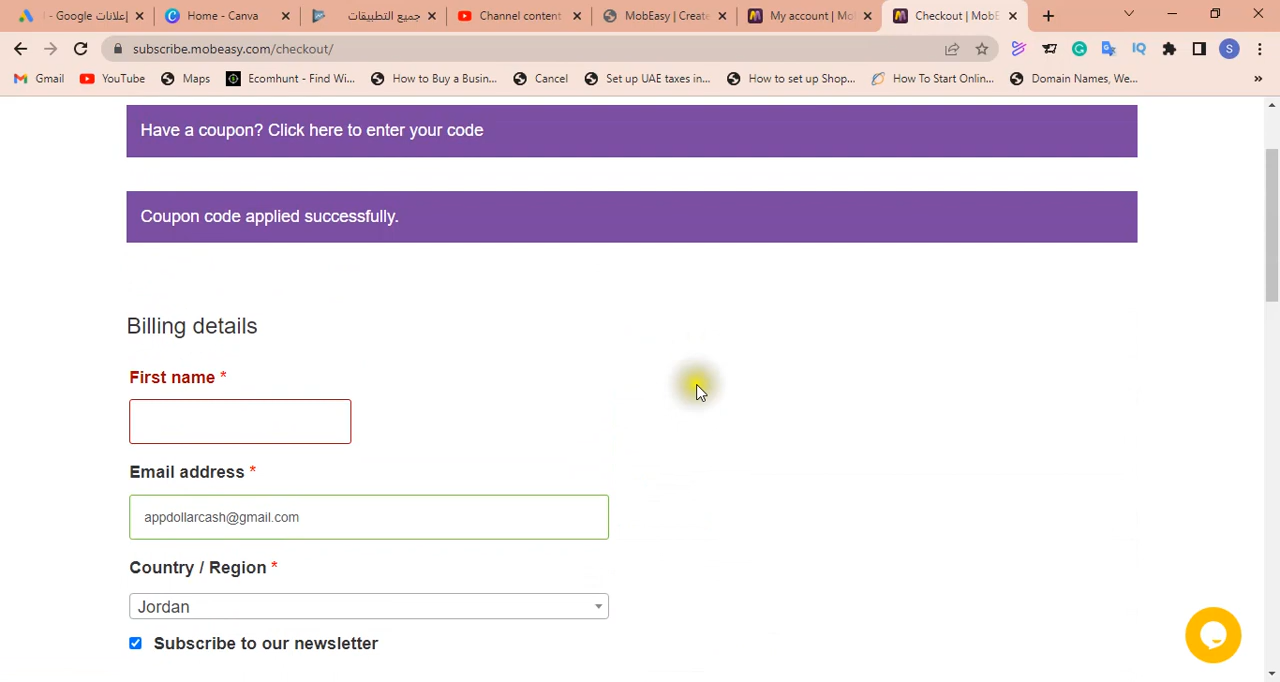 إعلانات Google - ا
Home - Canva
جميع التطبيقات
Channel content
MobEasy | Create
My account | Mo
Checkout | MobE
subscribe.mobeasy.com/checkout/
IQ
S
Gmail
YouTube
Maps
Ecomhunt - Find Wi...
How to Buy a Busin...
Cancel
Set up UAE taxes in...
How to set up Shop...
How To Start Onlin...
Domain Names, We...
»
Have a coupon? Click here to enter your code
Coupon code applied successfully.
Billing details
First name *
Email address *
appdollarcash@gmail.com
Country / Region *
Jordan
Subscribe to our newsletter